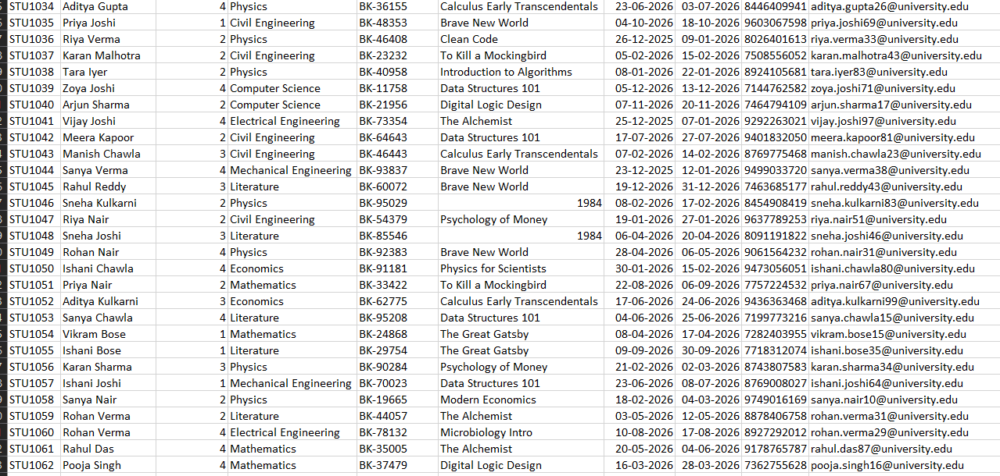 STU1034 Aditya Gupta 4 Physics BK-36155 Calculus Early Transcendentals 23-06-2026 03-07-2026 8446409941 aditya.gupta26@university.edu
STU1035 Priya Joshi 1 Civil Engineering BK-48353 Brave New World 04-10-2026 18-10-2026 9603067598 priya.joshi69@university.edu
STU1036 Riya Verma 2 Physics BK-46408 Clean Code 26-12-2025 09-01-2026 8026401613 riya.verma33@university.edu
STU1037 Karan Malhotra 2 Civil Engineering BK-23232 To Kill a Mockingbird 05-02-2026 15-02-2026 7508556052 karan.malhotra43@university.edu
STU1038 Tara Iyer 2 Physics BK-40958 Introduction to Algorithms 08-01-2026 22-01-2026 8924105681 tara.iyer83@university.edu
STU1039 Zoya Joshi 4 Computer Science BK-11758 Data Structures 101 05-12-2026 13-12-2026 7144762582 zoya.joshi71@university.edu
STU1040 Arjun Sharma 2 Computer Science BK-21956 Digital Logic Design 07-11-2026 20-11-2026 7464794109 arjun.sharma17@university.edu
STU1041 Vijay Joshi 4 Electrical Engineering BK-73354 The Alchemist 25-12-2025 07-01-2026 9292263021 vijay.joshi97@university.edu
STU1042 Meera Kapoor 2 Civil Engineering BK-64643 Data Structures 101 17-07-2026 27-07-2026 9401832050 meera.kapoor81@university.edu
STU1043 Manish Chawla 3 Civil Engineering BK-46443 Calculus Early Transcendentals 07-02-2026 14-02-2026 8769775468 manish.chawla23@university.edu
STU1044 Sanya Verma 4 Mechanical Engineering BK-93837 Brave New World 23-12-2025 12-01-2026 9499033720 sanya.verma38@university.edu
STU1045 Rahul Reddy 3 Literature BK-60072 Brave New World 19-12-2026 31-12-2026 7463685177 rahul.reddy43@university.edu
STU1046 Sneha Kulkarni 2 Physics BK-95029 1984 08-02-2026 17-02-2026 8454908419 sneha.kulkarni83@university.edu
STU1047 Riya Nair 2 Civil Engineering BK-54379 Psychology of Money 19-01-2026 27-01-2026 9637789253 riya.nair51@university.edu
STU1048 Sneha Joshi 3 Literature BK-85546 1984 06-04-2026 20-04-2026 8091191822 sneha.joshi46@university.edu
STU1049 Rohan Nair 4 Physics BK-92383 Brave New World 28-04-2026 06-05-2026 9061564232 rohan.nair31@university.edu
STU1050 Ishani Chawla 4 Economics BK-91181 Physics for Scientists 30-01-2026 15-02-2026 9473056051 ishani.chawla80@university.edu
STU1051 Priya Nair 2 Mathematics BK-33422 To Kill a Mockingbird 22-08-2026 06-09-2026 7757224532 priya.nair67@university.edu
STU1052 Aditya Kulkarni 3 Economics BK-62775 Calculus Early Transcendentals 17-06-2026 24-06-2026 9436363468 aditya.kulkarni99@university.edu
STU1053 Sanya Chawla 4 Literature BK-95208 Data Structures 101 04-06-2026 25-06-2026 7199773216 sanya.chawla15@university.edu
STU1054 Vikram Bose 1 Mathematics BK-24868 The Great Gatsby 08-04-2026 17-04-2026 7282403955 vikram.bose15@university.edu
STU1055 Ishani Bose 1 Literature BK-29754 The Great Gatsby 09-09-2026 30-09-2026 7718312074 ishani.bose35@university.edu
STU1056 Karan Sharma 3 Physics BK-90284 Psychology of Money 21-02-2026 02-03-2026 8743807583 karan.sharma34@university.edu
STU1057 Ishani Joshi 1 Mechanical Engineering BK-70023 Data Structures 101 23-06-2026 08-07-2026 8769008027 ishani.joshi64@university.edu
STU1058 Sanya Nair 2 Physics BK-19665 Modern Economics 18-02-2026 04-03-2026 9749016169 sanya.nair10@university.edu
STU1059 Rohan Verma 2 Literature BK-44057 The Alchemist 03-05-2026 12-05-2026 8878406758 rohan.verma31@university.edu
STU1060 Rohan Verma 4 Electrical Engineering BK-78132 Microbiology Intro 10-08-2026 17-08-2026 8927292012 rohan.verma29@university.edu
STU1061 Rahul Das 4 Mathematics BK-35005 The Alchemist 20-05-2026 04-06-2026 9178765787 rahul.das87@university.edu
STU1062 Pooja Singh 4 Mathematics BK-37479 Digital Logic Design 16-03-2026 28-03-2026 7362755628 pooja.singh16@university.edu